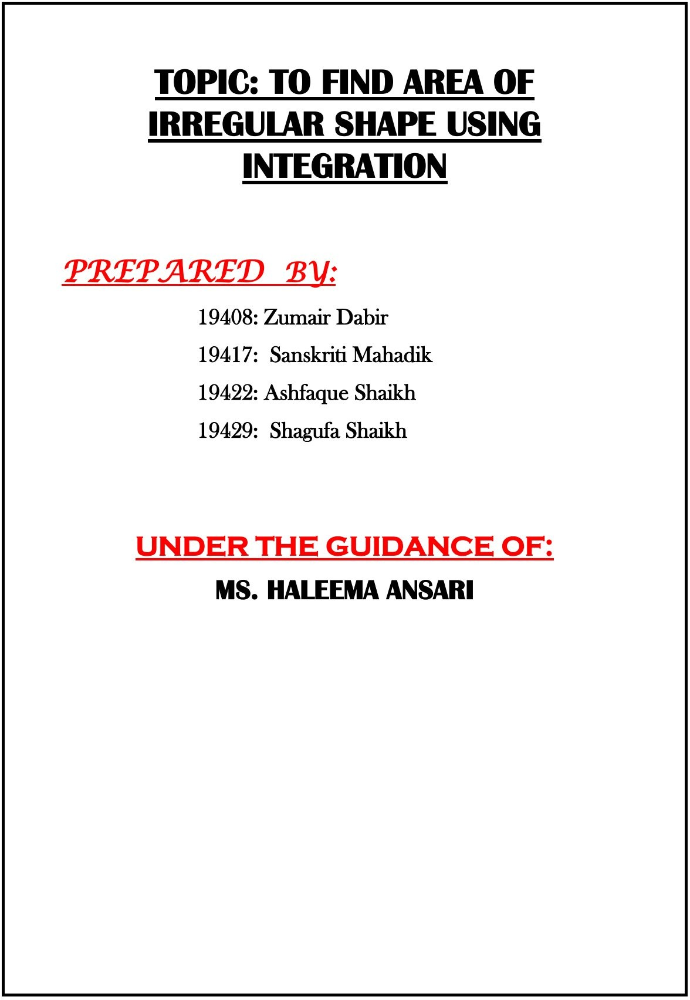 TOPIC: TO FIND AREA OF
IRREGULAR SHAPE USING
INTEGRATION
PREPARED BY:
19408: Zumair Dabir
19417: Sanskriti Mahadik
19422: Ashfaque Shaikh
19429: Shagufa Shaikh
UNDER THE GUIDANCE OF:
MS. HALEEMA ANSARI